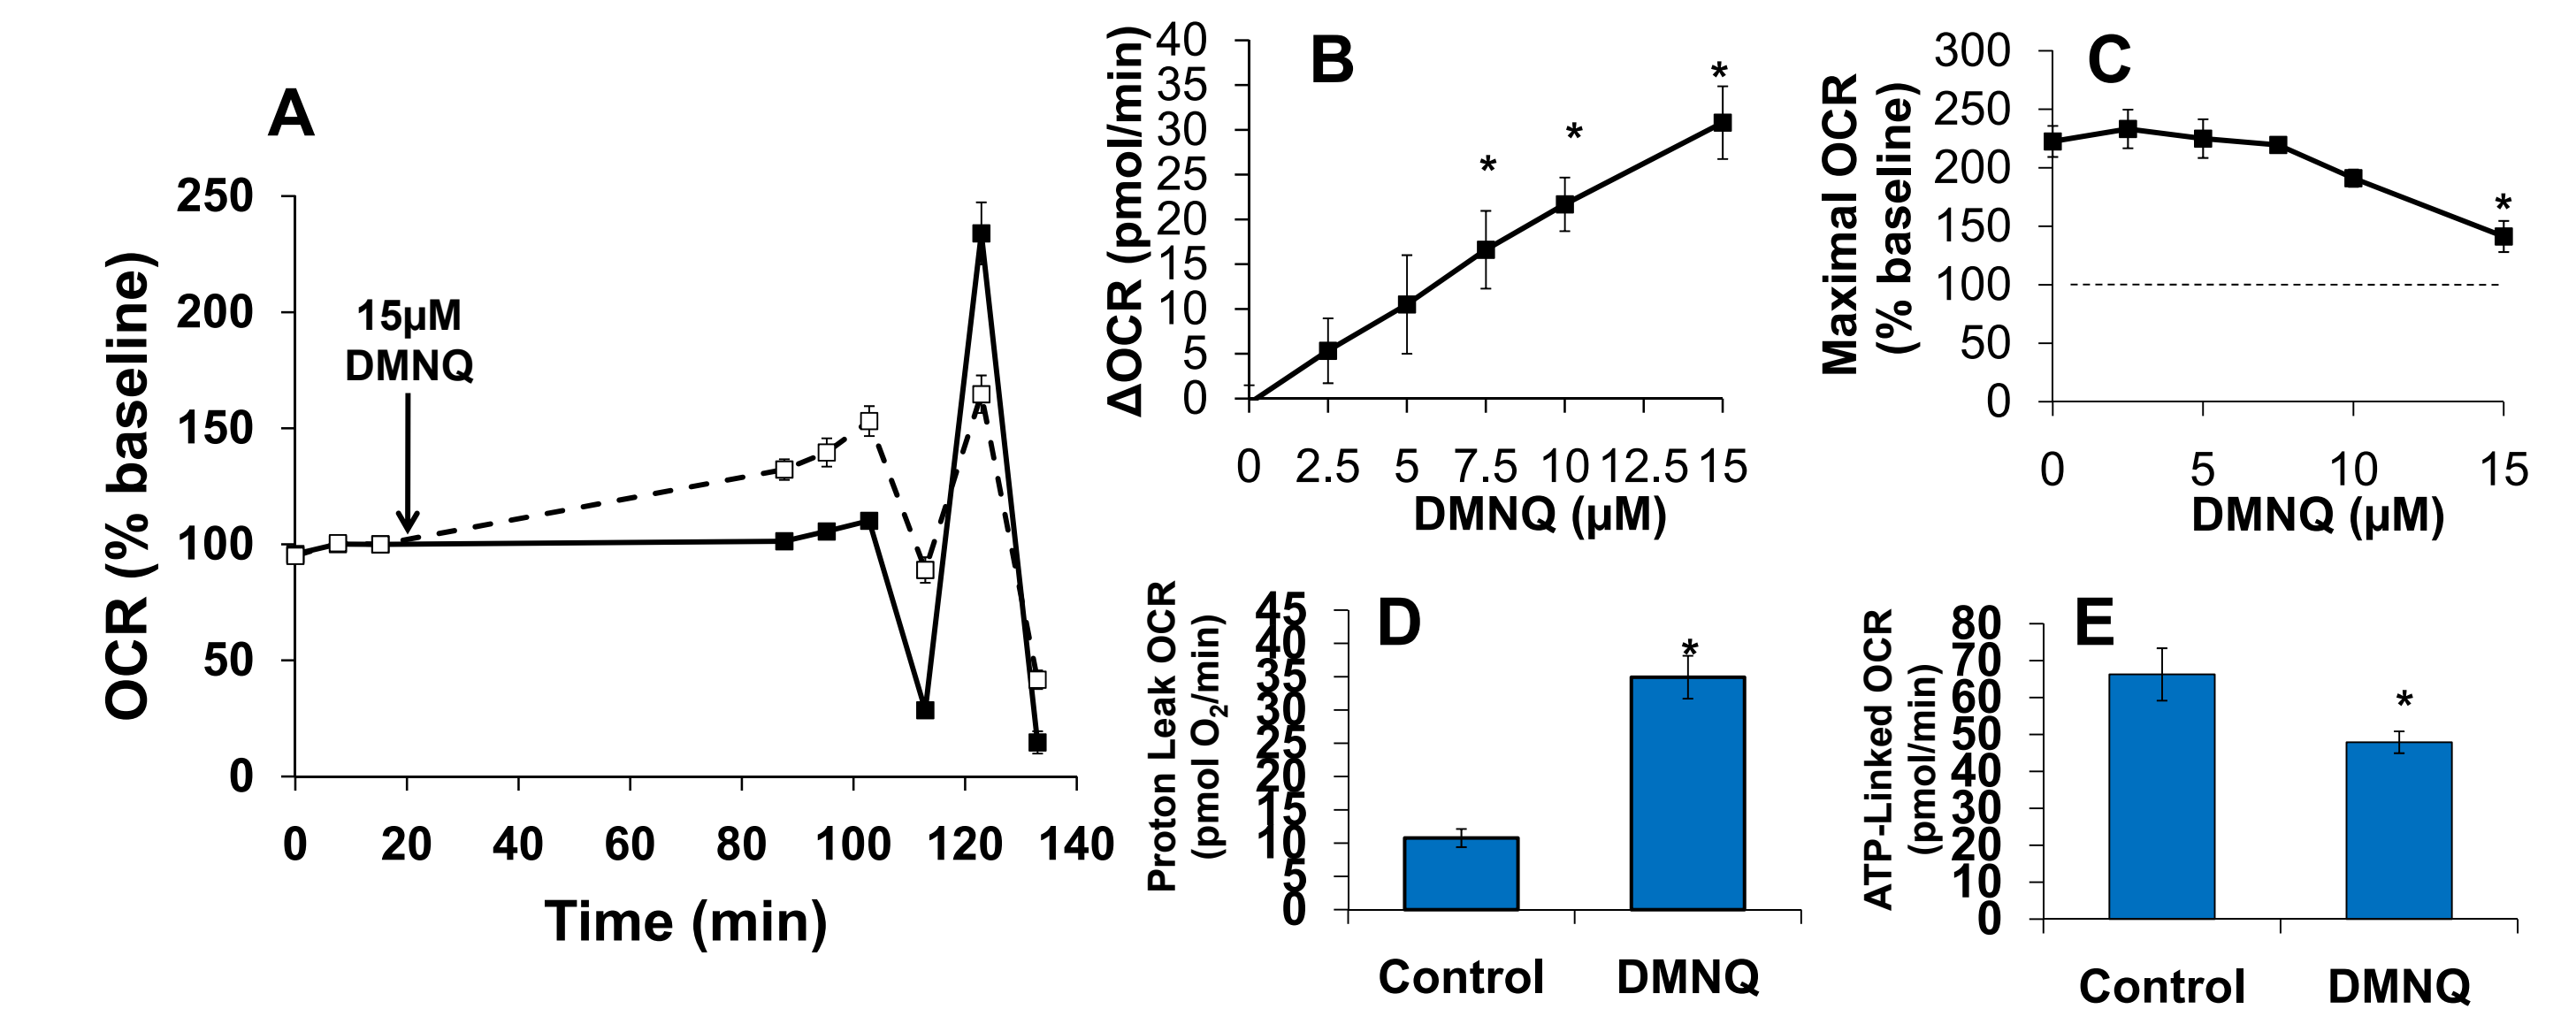 A
OCR (% baseline)
250
200
150
100
50
0
15µM
DMNQ
0 20 40 60 80 100 120 140
Time (min)
B
ΔOCR (pmol/min)
40
35
30
25
20
15
10
5
0
*
*
*
0 2.5 5 7.5 10 12.5 15
DMNQ (µM)
C
Maximal OCR
(% baseline)
300
250
200
150
100
50
0
*
0 5 10 15
DMNQ (µM)
D
Proton Leak OCR
(pmol O₂/min)
45
40
35
30
25
20
15
10
5
0
*
Control DMNQ
E
ATP-Linked OCR
(pmol/min)
80
70
60
50
40
30
20
10
0
*
Control DMNQ